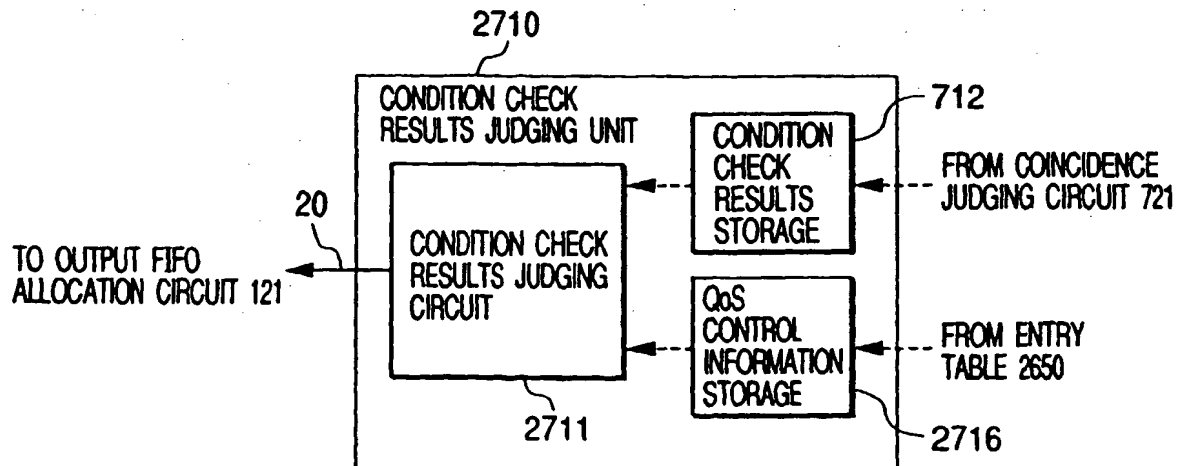 2710
CONDITION CHECK
RESULTS JUDGING UNIT
712
CONDITION
CHECK
RESULTS
STORAGE
FROM COINCIDENCE
JUDGING CIRCUIT 721
20
TO OUTPUT FIFO
ALLOCATION CIRCUIT 121
CONDITION CHECK
RESULTS JUDGING
CIRCUIT
QoS
CONTROL
INFORMATION
STORAGE
FROM ENTRY
TABLE 2650
2711
2716